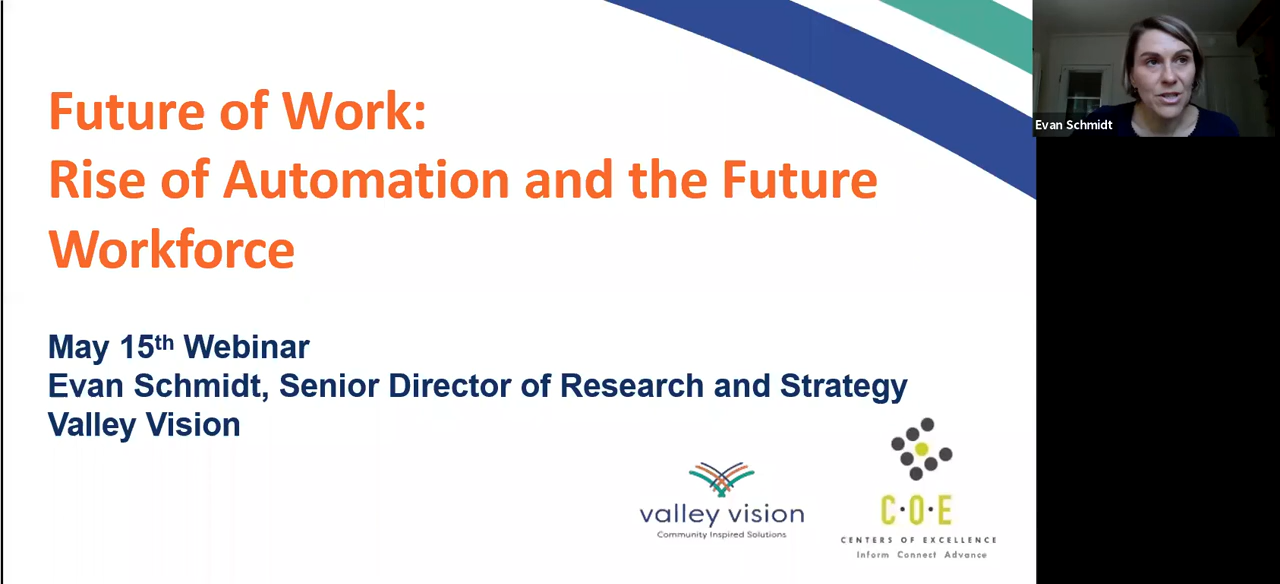 Future of Work:
Rise of Automation and the Future
Workforce
May 15th Webinar
Evan Schmidt, Senior Director of Research and Strategy
Valley Vision
valley vision
Community Inspired Solutions
C·O·E
CENTERS OF EXCELLENCE
Inform Connect Advance
Evan Schmidt